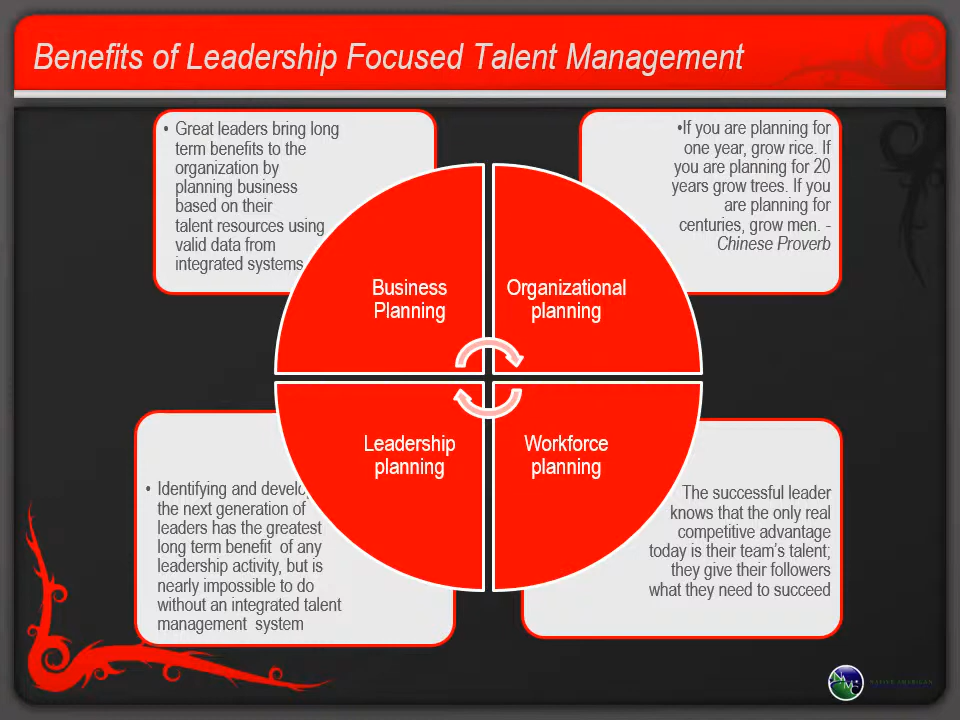 Benefits of Leadership Focused Talent Management
• Great leaders bring long
term benefits to the
organization by
planning business
based on their
talent resources using
valid data from
integrated systems
•If you are planning for
one year, grow rice. If
you are planning for 20
years grow trees. If you
are planning for
centuries, grow men. -
Chinese Proverb
Business
Planning
Organizational
planning
Leadership
planning
Workforce
planning
• Identifying and
the next generation of
leaders has the greatest
long term benefit of any
leadership activity, but is
nearly impossible to do
without an integrated talent
management system
The successful leader
knows that the only real
competitive advantage
today is their team's talent;
they give their followers
what they need to succeed